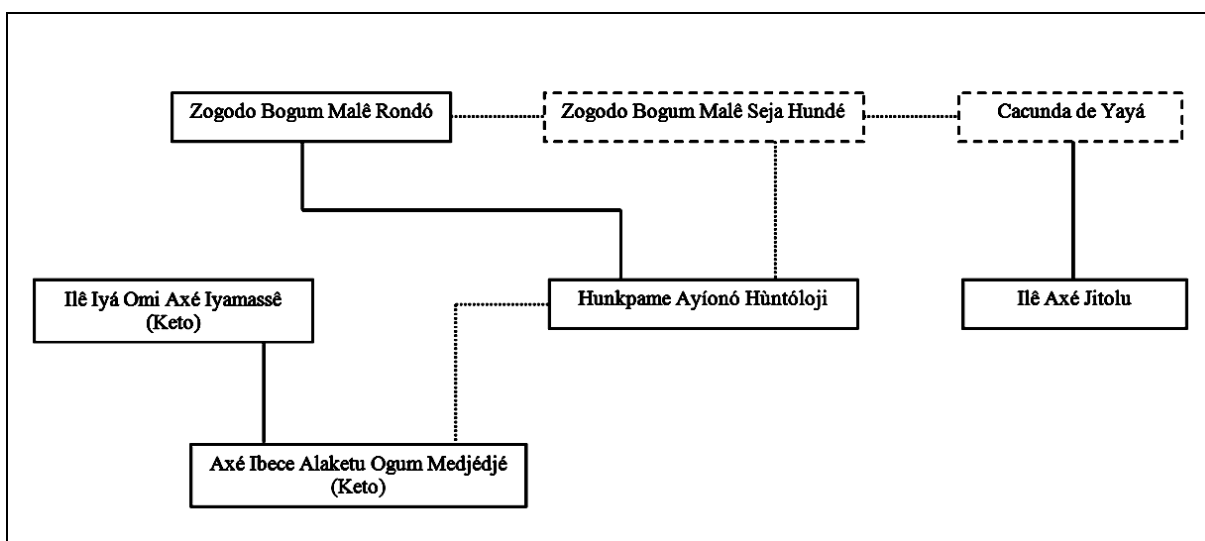 Zogodo Bogum Malê Rondó
Zogodo Bogum Malê Seja Hundé
Cacunda de Yayá
Ilê Iyá Omi Axé Iyamassê
(Keto)
Hunkpame Ayíonó Hùntóloji
Ilê Axé Jitolu
Axé Ibece Alaketu Ogum Medjédjé
(Keto)